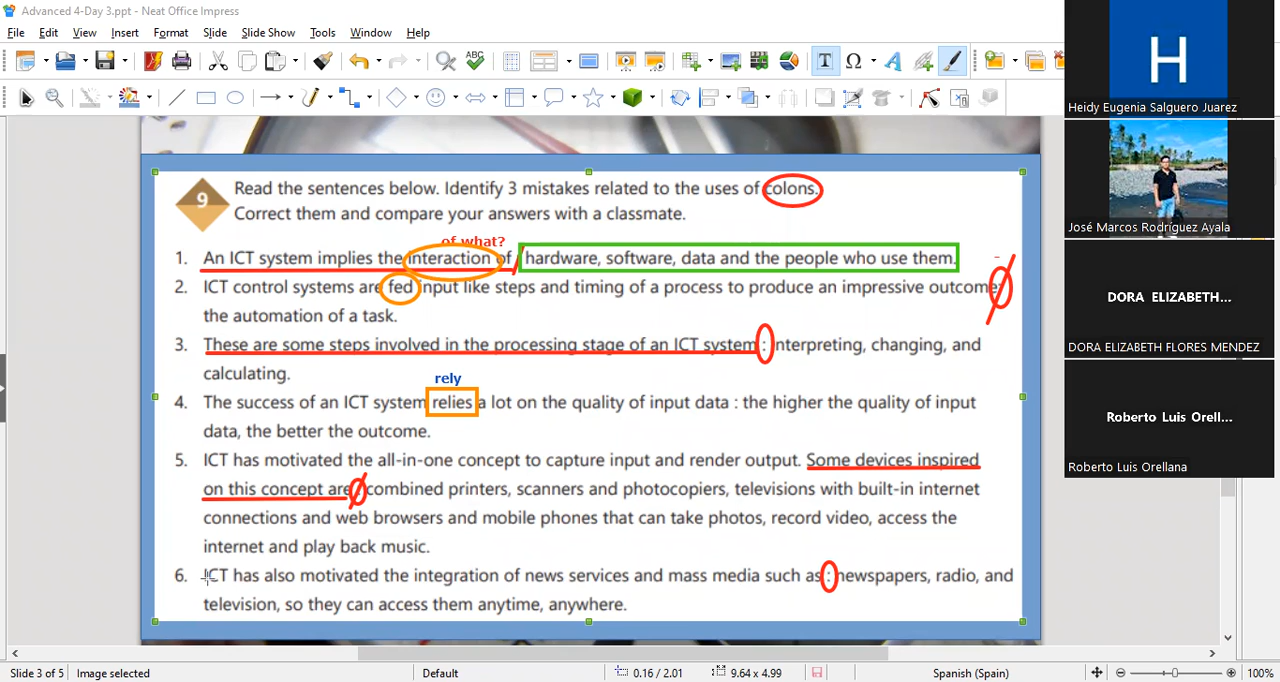 Advanced 4-Day 3.ppt - Neat Office Impress
File Edit View Insert Format Slide Slide Show Tools Window Help
ABC
T
Ω
A
H
Heidy Eugenia Salguero Juarez
José Marcos Rodríguez Ayala
DORA ELIZABETH...
DORA ELIZABETH FLORES MENDEZ
Roberto Luis Orell...
Roberto Luis Orellana
9
Read the sentences below. Identify 3 mistakes related to the uses of colons.
Correct them and compare your answers with a classmate.
of what?
1. An ICT system implies the interaction of / hardware, software, data and the people who use them.
2. ICT control systems are fed input like steps and timing of a process to produce an impressive outcome:
the automation of a task.
3. These are some steps involved in the processing stage of an ICT system : interpreting, changing, and
calculating.
rely
4. The success of an ICT system relies a lot on the quality of input data : the higher the quality of input
data, the better the outcome.
5. ICT has motivated the all-in-one concept to capture input and render output. Some devices inspired
on this concept are : combined printers, scanners and photocopiers, televisions with built-in internet
connections and web browsers and mobile phones that can take photos, record video, access the
internet and play back music.
6. ICT has also motivated the integration of news services and mass media such as : newspapers, radio, and
television, so they can access them anytime, anywhere.
Slide 3 of 5 Image selected Default 0.16 / 2.01 9.64 x 4.99 Spanish (Spain) 100%